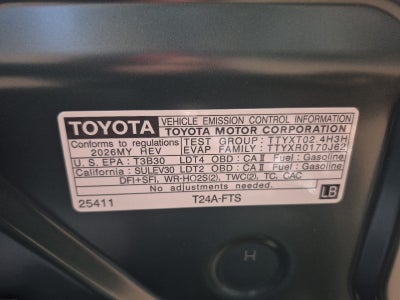 TOYOTA VEHICLE EMISSION CONTROL INFORMATION
TOYOTA MOTOR CORPORATION
Conforms to regulations TEST GROUP : TTYXT02.4H3H
2026MY REV EVAP FAMILY: TTYXR0170J62
U.S. EPA : T3B30 LDT4 OBD : CA II Fuel : Gasoline
California : SULEV30 LDT2 OBD : CA II Fuel : Gasoline
DFI+SFI, WR-HO2S(2), TWC(2), TC, CAC
No adjustments needed.
25411 T24A-FTS LB